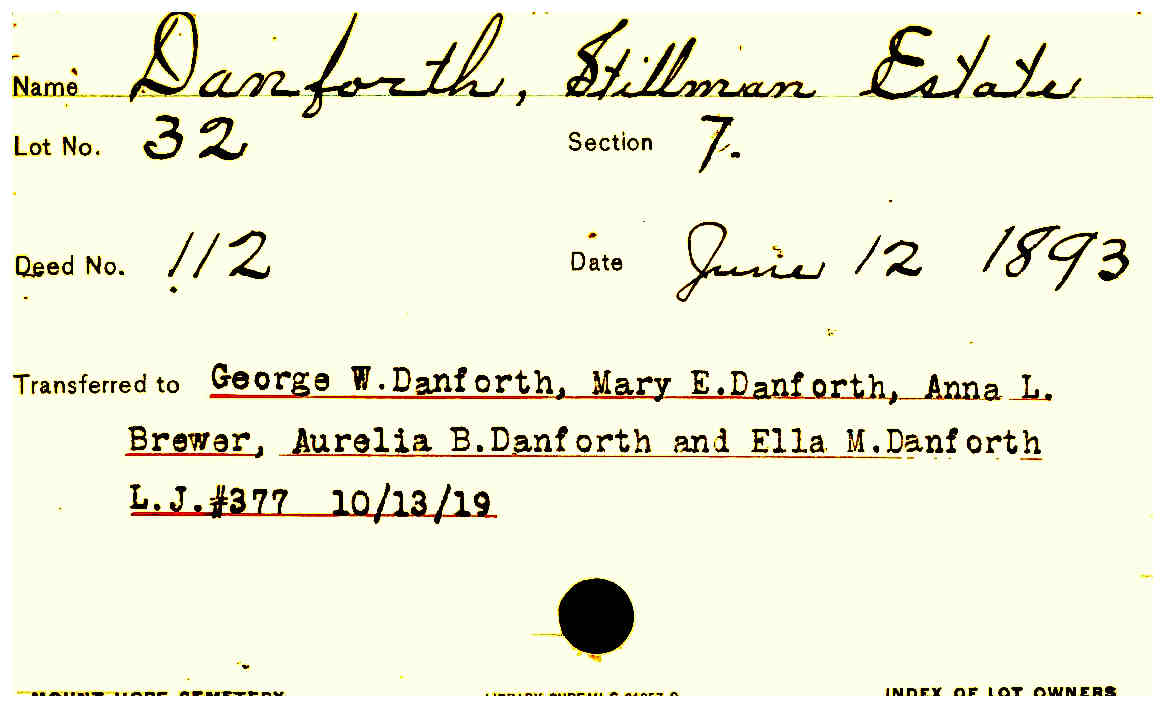 Name Danforth, Stillman Estate
Lot No. 32 Section 7.
Deed No. 112 Date June 12 1893
Transferred to George W.Danforth, Mary E.Danforth, Anna L.
Brewer, Aurelia B.Danforth and Ella M.Danforth
L.J.#377 10/13/19
MOUNT HOPE CEMETERY LIBRARY BUREAU INDEX OF LOT OWNERS